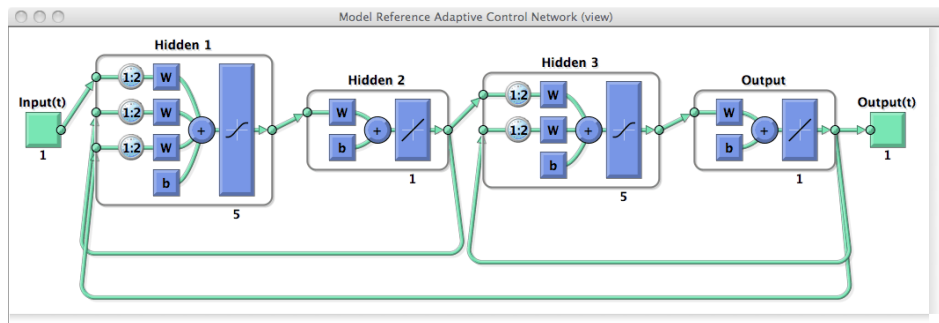 Model Reference Adaptive Control Network (view)
Hidden 1
Hidden 2
Hidden 3
Output
Input(t)
Output(t)
1:2 W
1:2 W
1:2 W
b
+
5
W
b
+
1
1:2 W
1:2 W
b
+
5
W
b
+
1
1
1